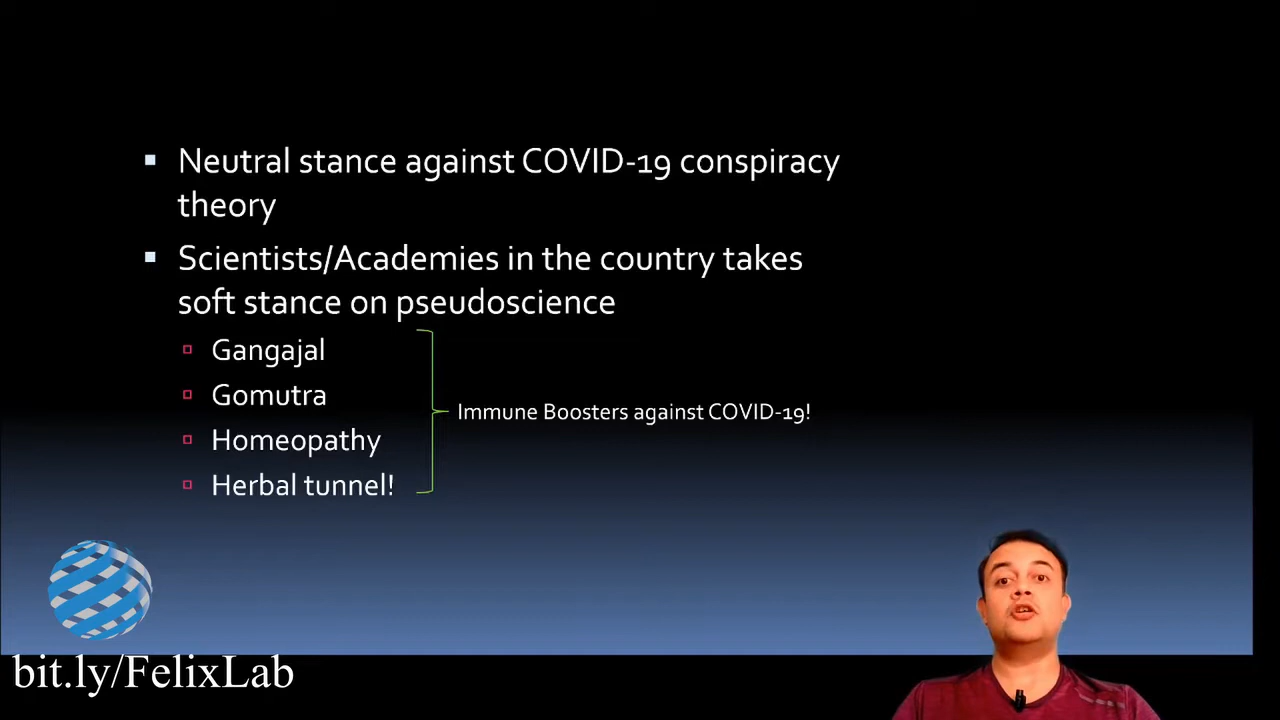 Neutral stance against COVID-19 conspiracy
theory
Scientists/Academies in the country takes
soft stance on pseudoscience
Gangajal
Gomutra
Homeopathy
Herbal tunnel!
Immune Boosters against COVID-19!
bit.ly/FelixLab